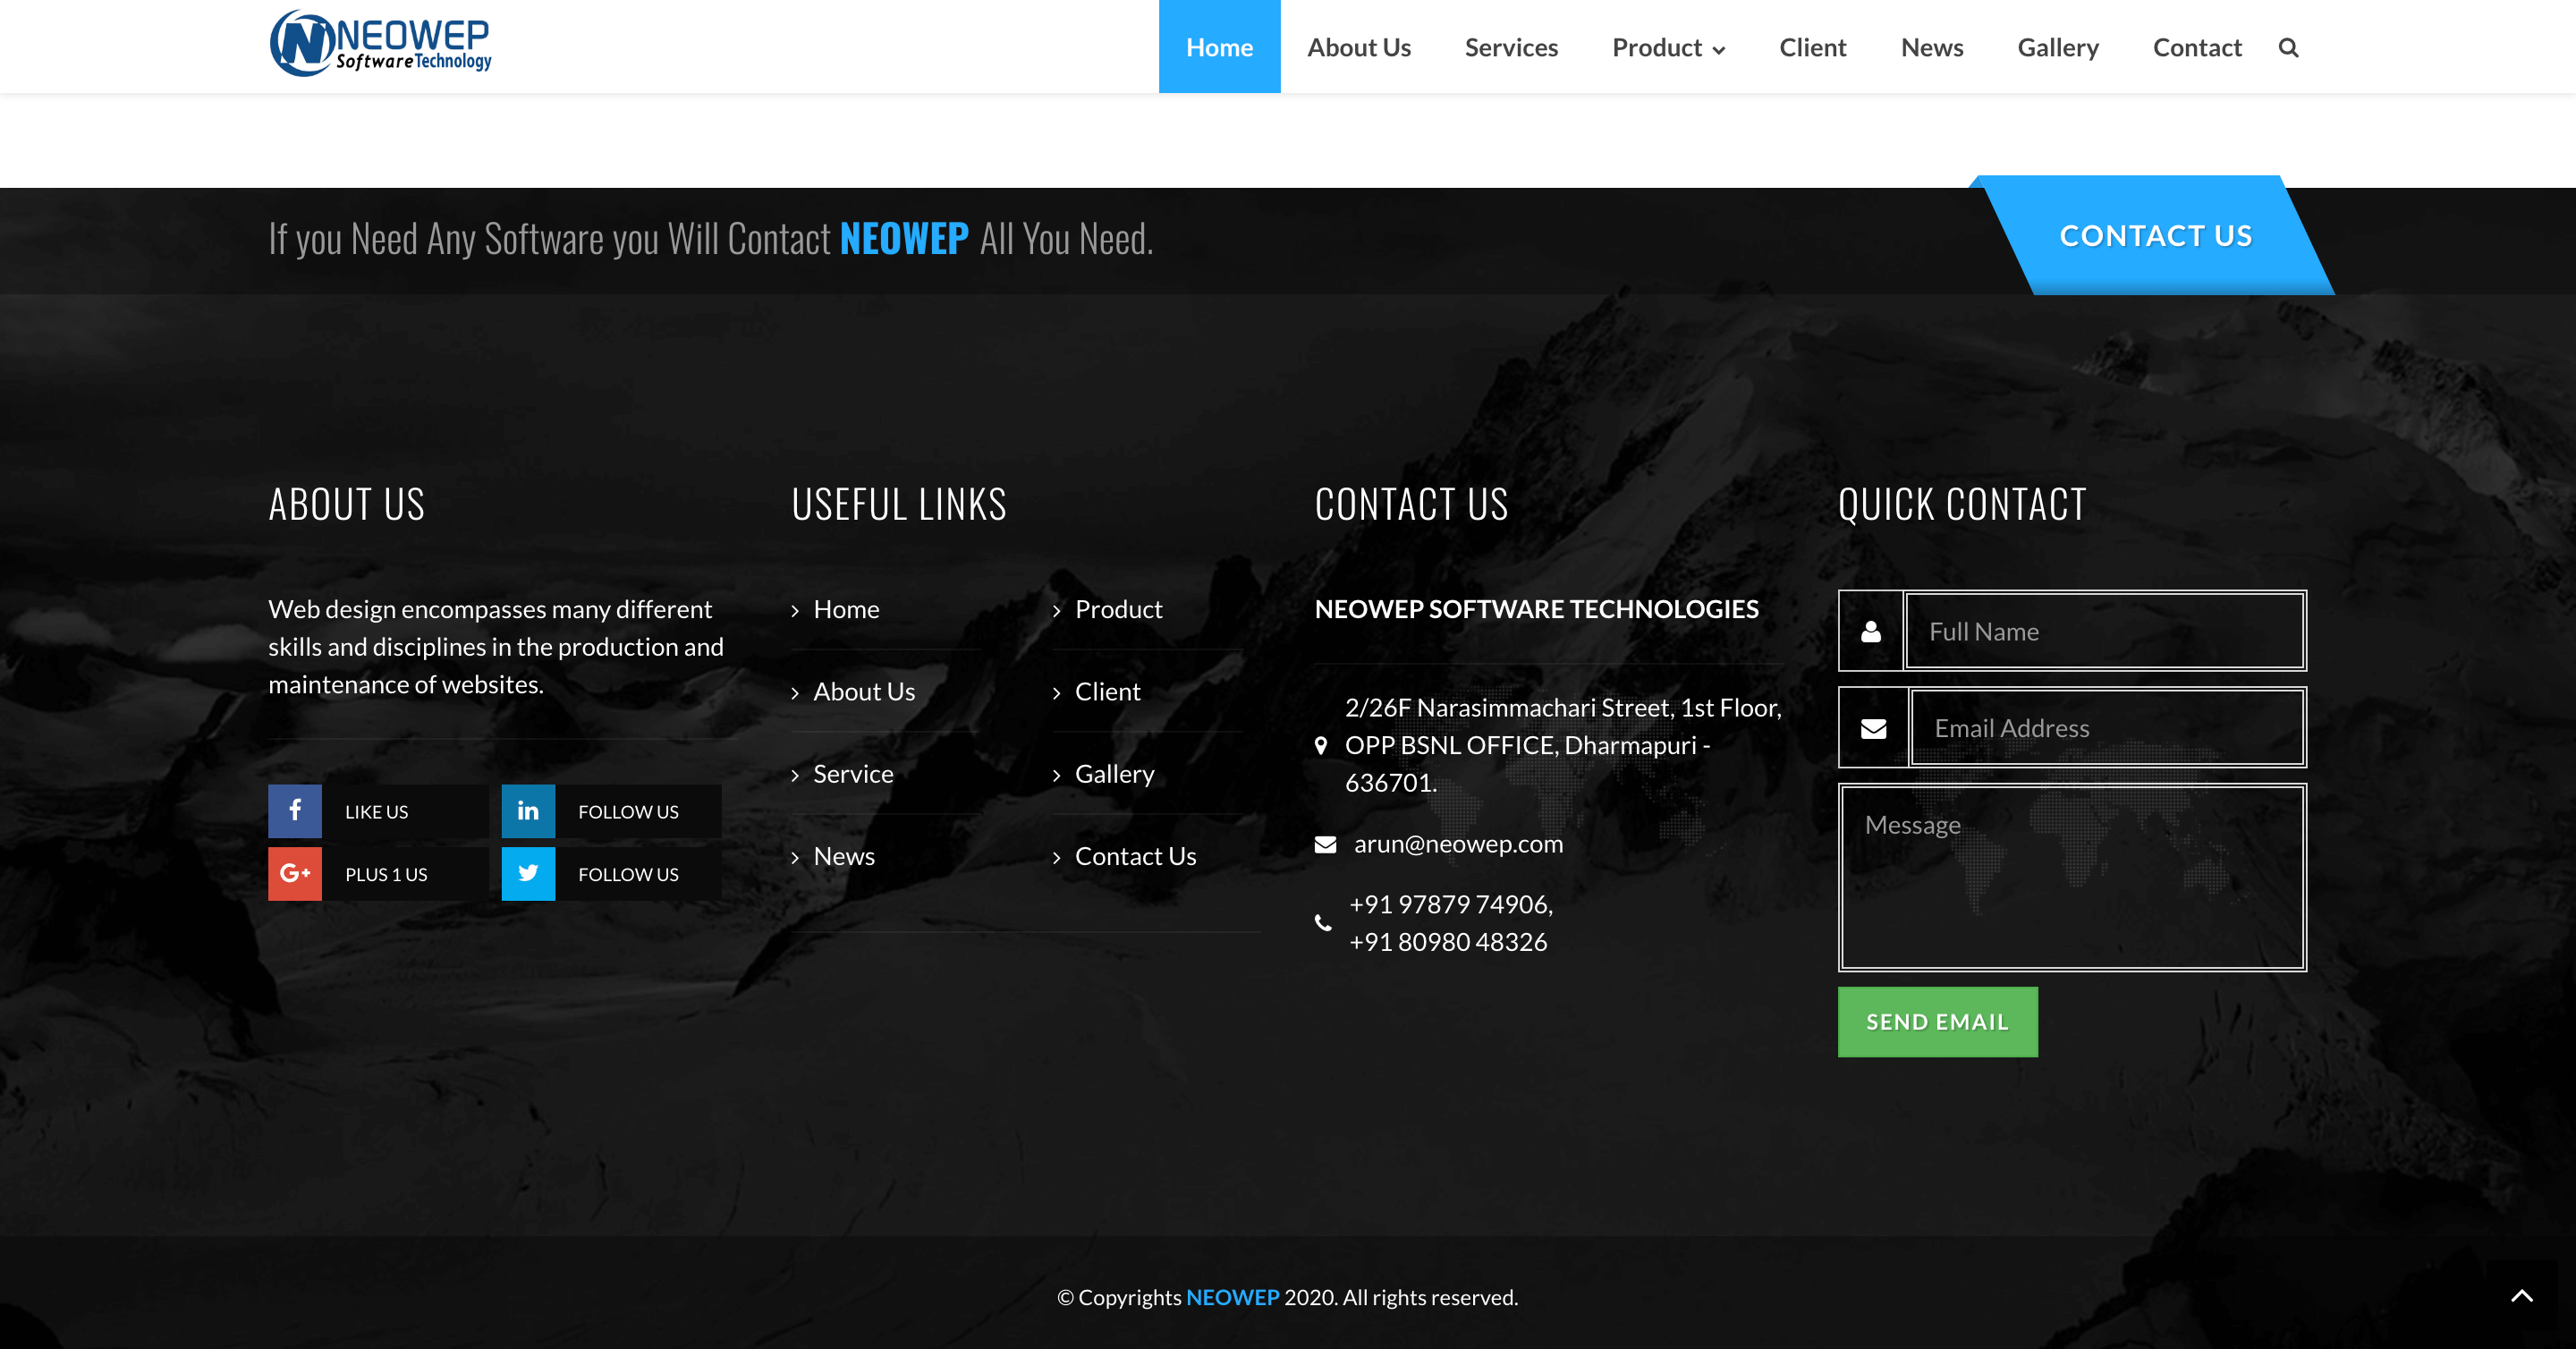 NEOWEP
Software Technology
Home About Us Services Product Client News Gallery Contact
If you Need Any Software you Will Contact NEOWEP All You Need.
CONTACT US
ABOUT US
Web design encompasses many different
skills and disciplines in the production and
maintenance of websites.
LIKE US
FOLLOW US
PLUS 1 US
FOLLOW US
USEFUL LINKS
Home
About Us
Service
News
Product
Client
Gallery
Contact Us
CONTACT US
NEOWEP SOFTWARE TECHNOLOGIES
2/26F Narasimmachari Street, 1st Floor,
OPP BSNL OFFICE, Dharmapuri -
636701.
arun@neowep.com
+91 97879 74906,
+91 80980 48326
QUICK CONTACT
Full Name
Email Address
Message
SEND EMAIL
© Copyrights NEOWEP 2020. All rights reserved.